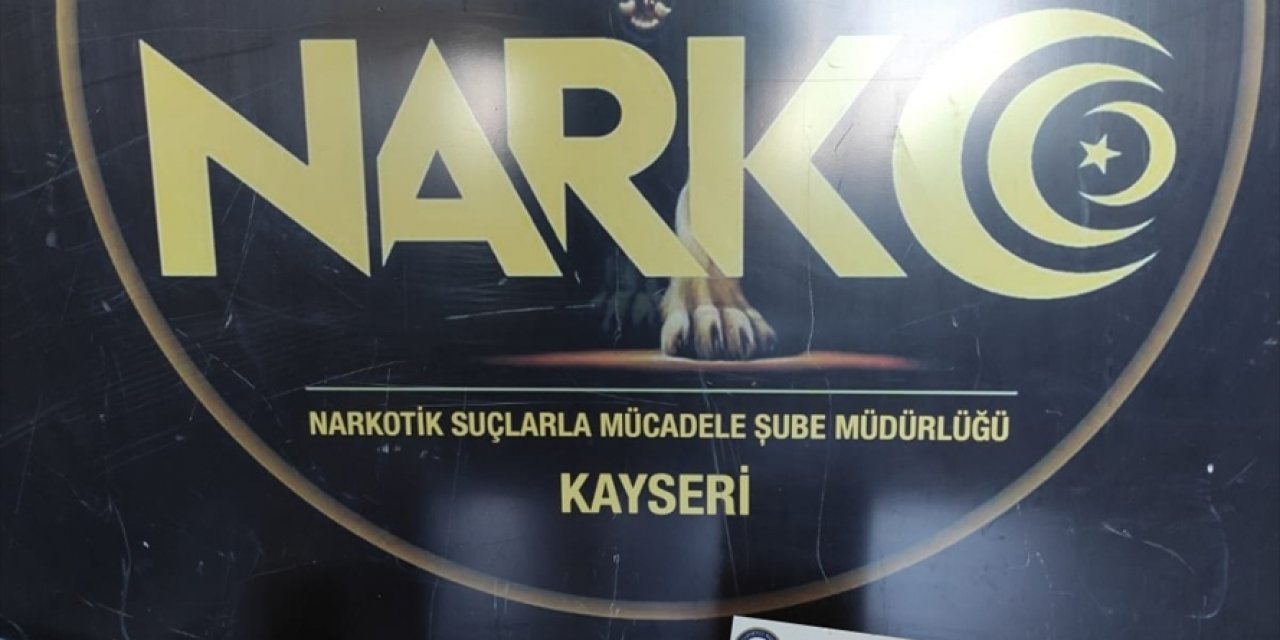 NARKO
NARKOTİK SUÇLARLA MÜCADELE ŞUBE MÜDÜRLÜĞÜ
KAYSERİ